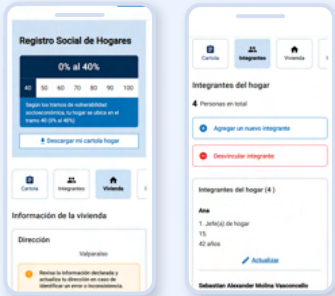 Registro Social de Hogares
0% al 40%
40 50 60 70 80 90 100
Según los tramos de vulnerabilidad
socioeconómica, tu hogar se ubica en el
tramo 40 (0% al 40%)
Descargar mi cartola hogar
Cartola Integrantes Vivienda
Información de la vivienda
Dirección
Valparaíso
Revisa la información declarada y
actualiza tu dirección en caso de
identificar un error o inconsistencia.
Cartola Integrantes Vivienda
Integrantes del hogar
4 Personas en total
Agregar un nuevo integrante
Desvincular integrante
Integrantes del hogar (4 )
Ana
1. Jefe(a) de hogar
15.
42 años
Actualizar
Sebastian Alexander Molina Vasconcello